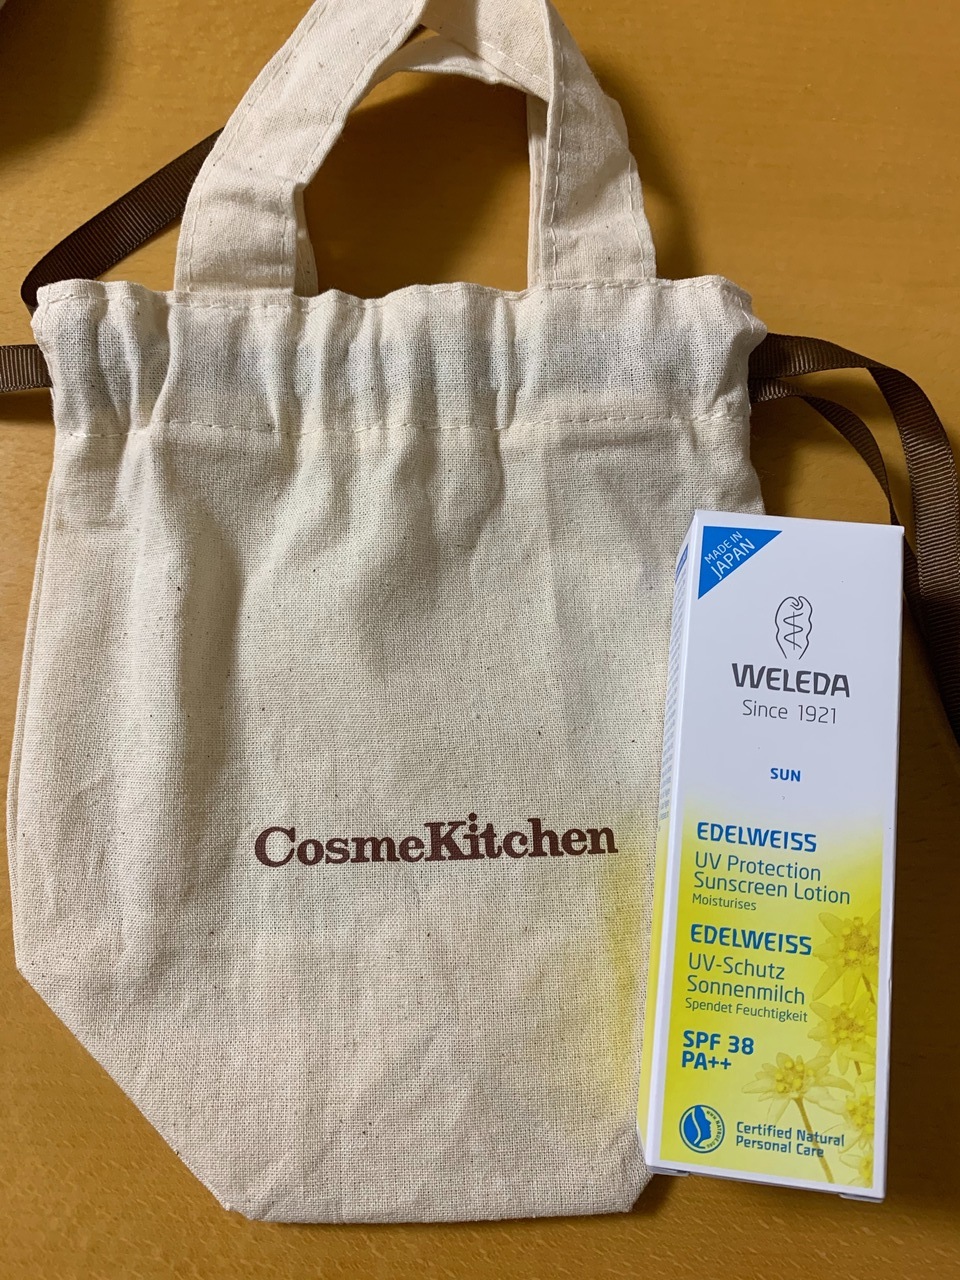 CosmeKitchen
MADE IN
JAPAN
WELEDA
Since 1921
SUN
EDELWEISS
UV Protection
Sunscreen Lotion
Moisturises
EDELWEISS
UV-Schutz
Sonnenmilch
Spendet Feuchtigkeit
SPF 38
PA++
Certified Natural
Personal Care